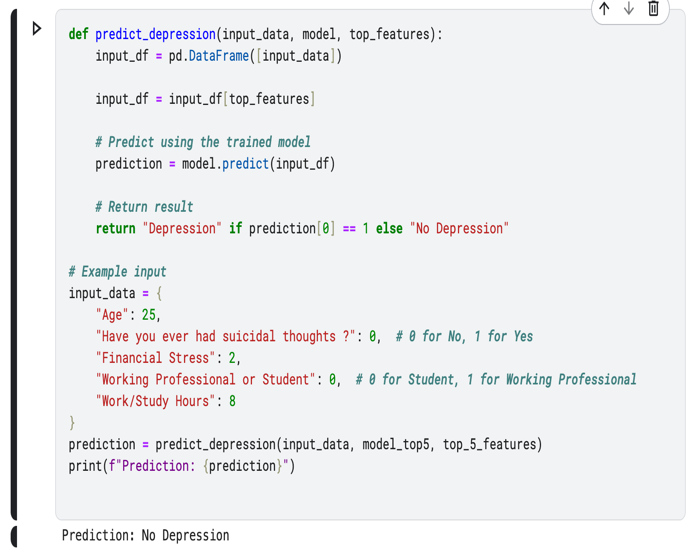 def predict_depression(input_data, model, top_features):
    input_df = pd.DataFrame([input_data])

    input_df = input_df[top_features]

    # Predict using the trained model
    prediction = model.predict(input_df)

    # Return result
    return "Depression" if prediction[0] == 1 else "No Depression"

# Example input
input_data = {
    "Age": 25,
    "Have you ever had suicidal thoughts ?": 0,  # 0 for No, 1 for Yes
    "Financial Stress": 2,
    "Working Professional or Student": 0,  # 0 for Student, 1 for Working Professional
    "Work/Study Hours": 8
}
prediction = predict_depression(input_data, model_top5, top_5_features)
print(f"Prediction: {prediction}")
Prediction: No Depression